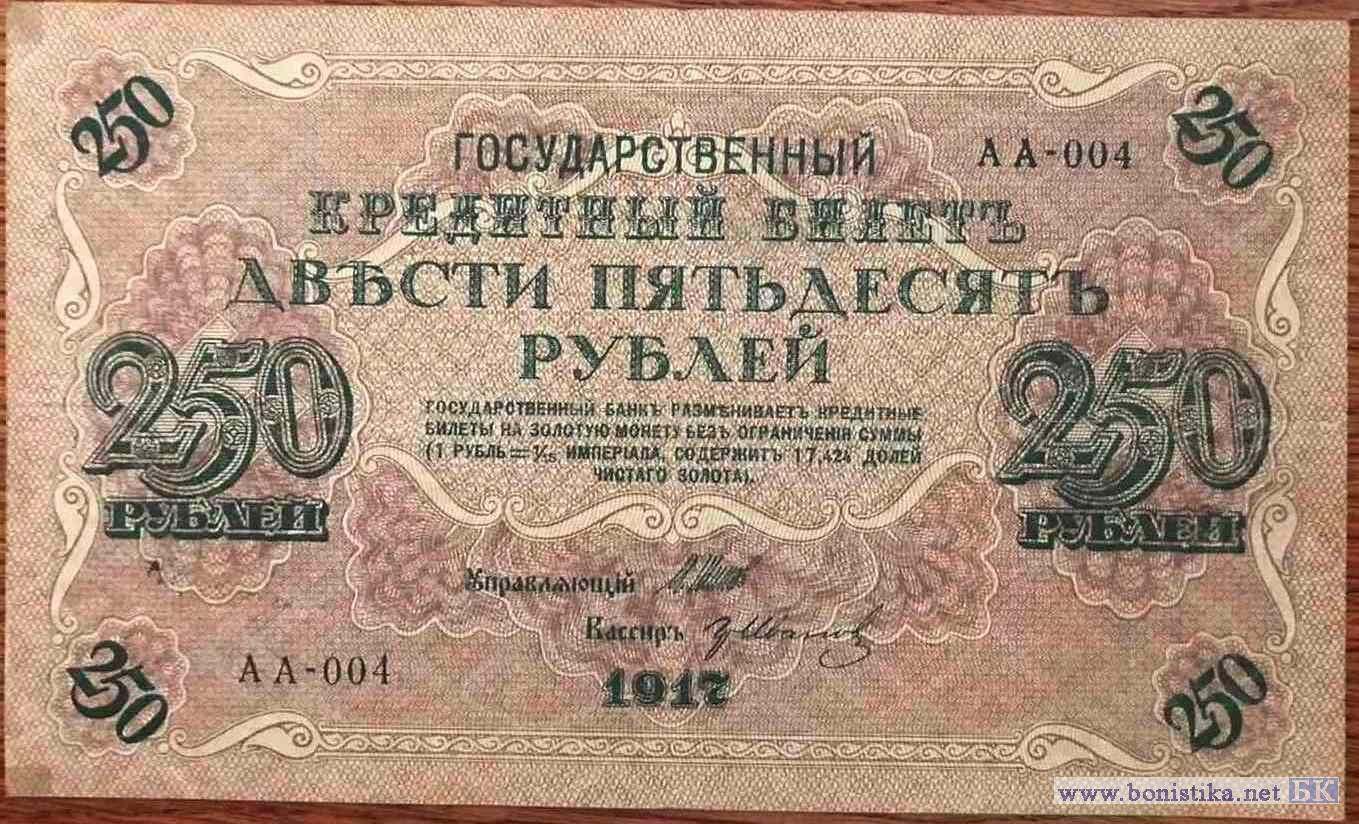 250 250
ГОСУДАРСТВЕННЫЙ АА-004
КРЕДИТНЫЙ БИЛЕТЪ
ДВѢСТИ ПЯТЬДЕСЯТЪ
РУБЛЕЙ
250 250
РУБЛЕЙ РУБЛЕЙ
ГОСУДАРСТВЕННЫЙ БАНКЪ РАЗМѢНИВАЕТЪ КРЕДИТНЫЕ
БИЛЕТЫ НА ЗОЛОТУЮ МОНЕТУ БЕЗЪ ОГРАНИЧЕНІЯ СУММЫ
(1 РУБЛЬ = 1/15 ИМПЕРІАЛА, СОДЕРЖИТЪ 17,424 ДОЛЕЙ
ЧИСТАГО ЗОЛОТА).
Управляющій
Кассиръ
АА-004
1917
250 250
www.bonistika.net БК